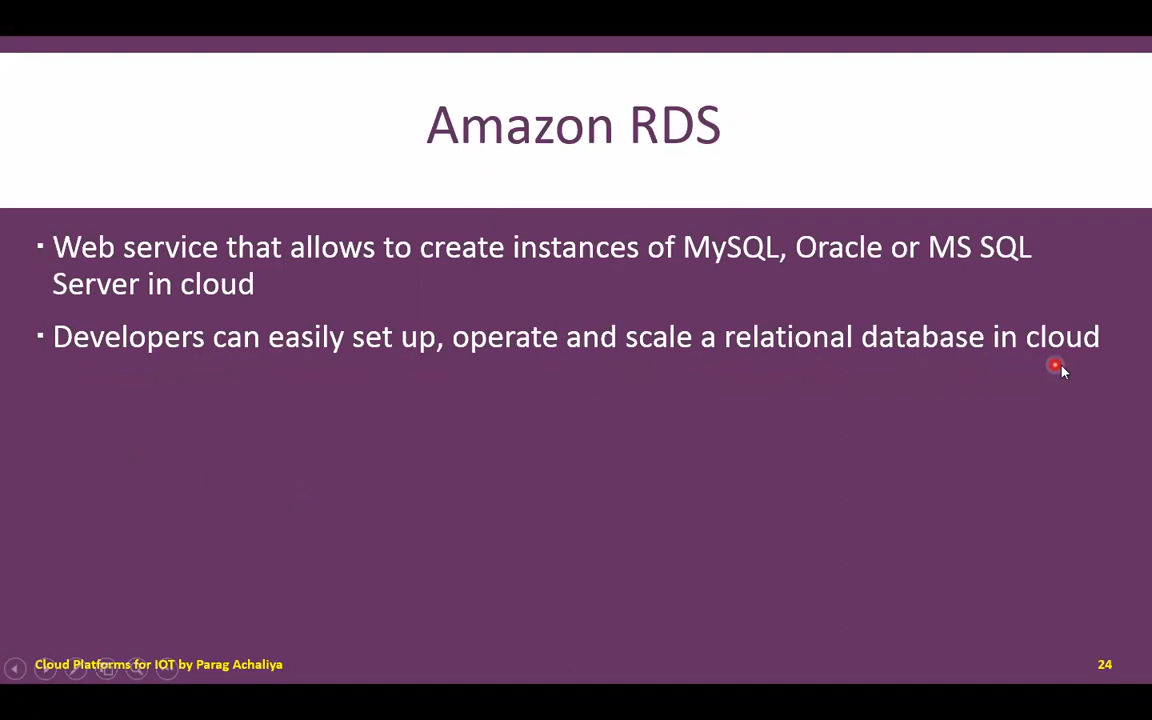 Amazon RDS
▪ Web service that allows to create instances of MySQL, Oracle or MS SQL
Server in cloud
▪ Developers can easily set up, operate and scale a relational database in cloud
Cloud Platforms for IOT by Parag Achaliya
24